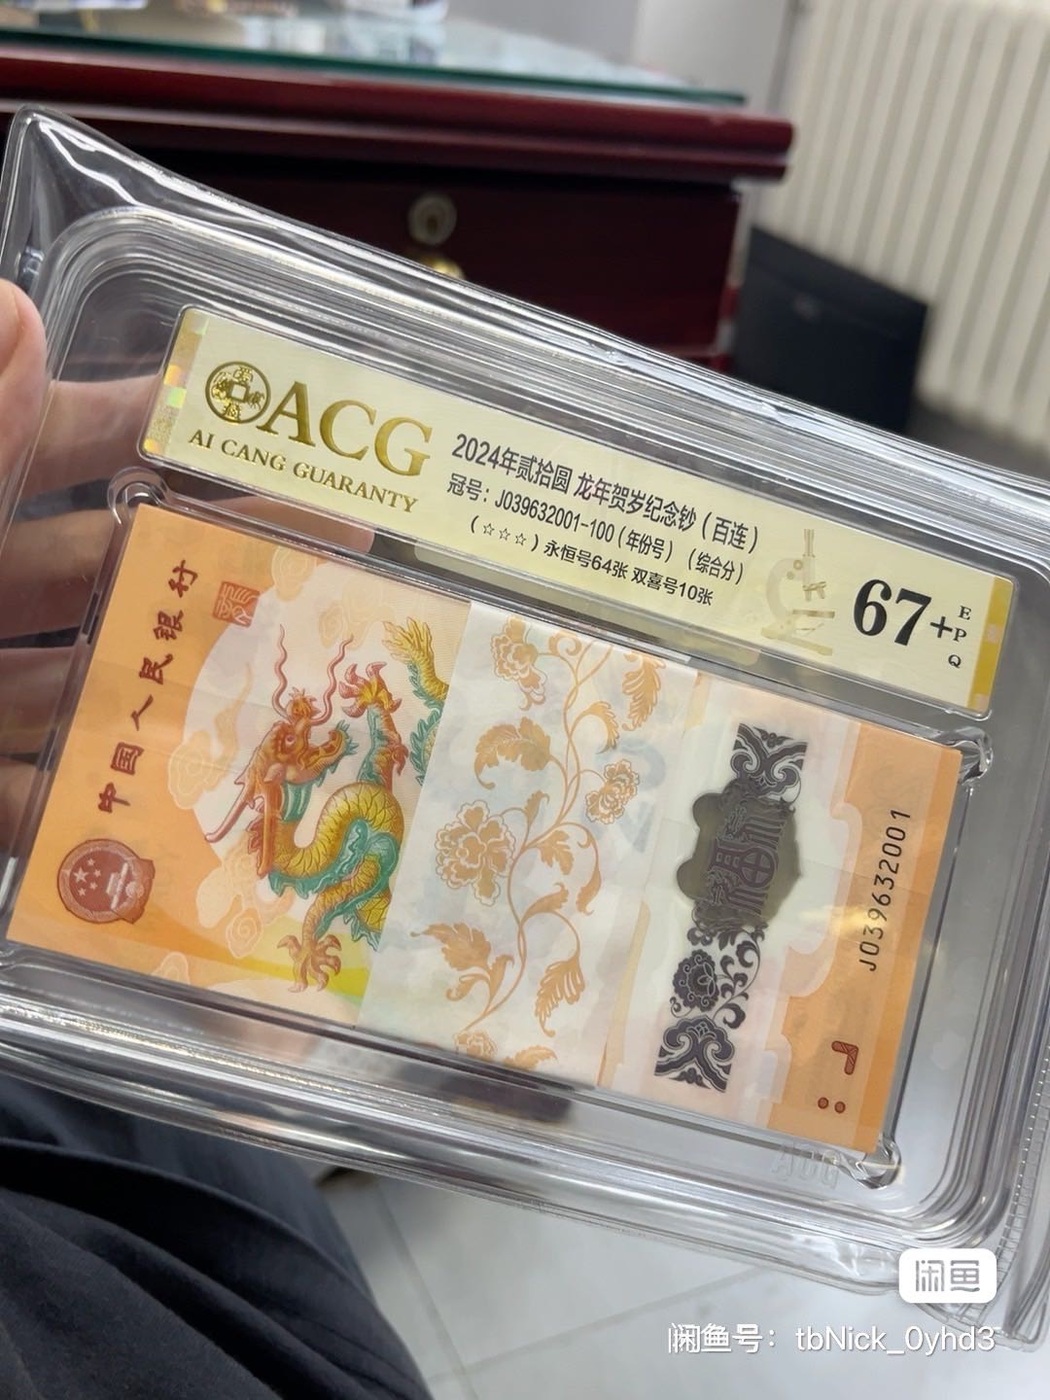 ACG
AI CANG GUARANTY
2024年贰拾圆 龙年贺岁纪念钞（百连）
冠号：J039632001-100（年份号）（综合分）
（☆☆☆）永恒号64张 双喜号10张
67+
EPQ
中国人民银行
J039632001
闲鱼
闲鱼号：tbNick_0yhd3